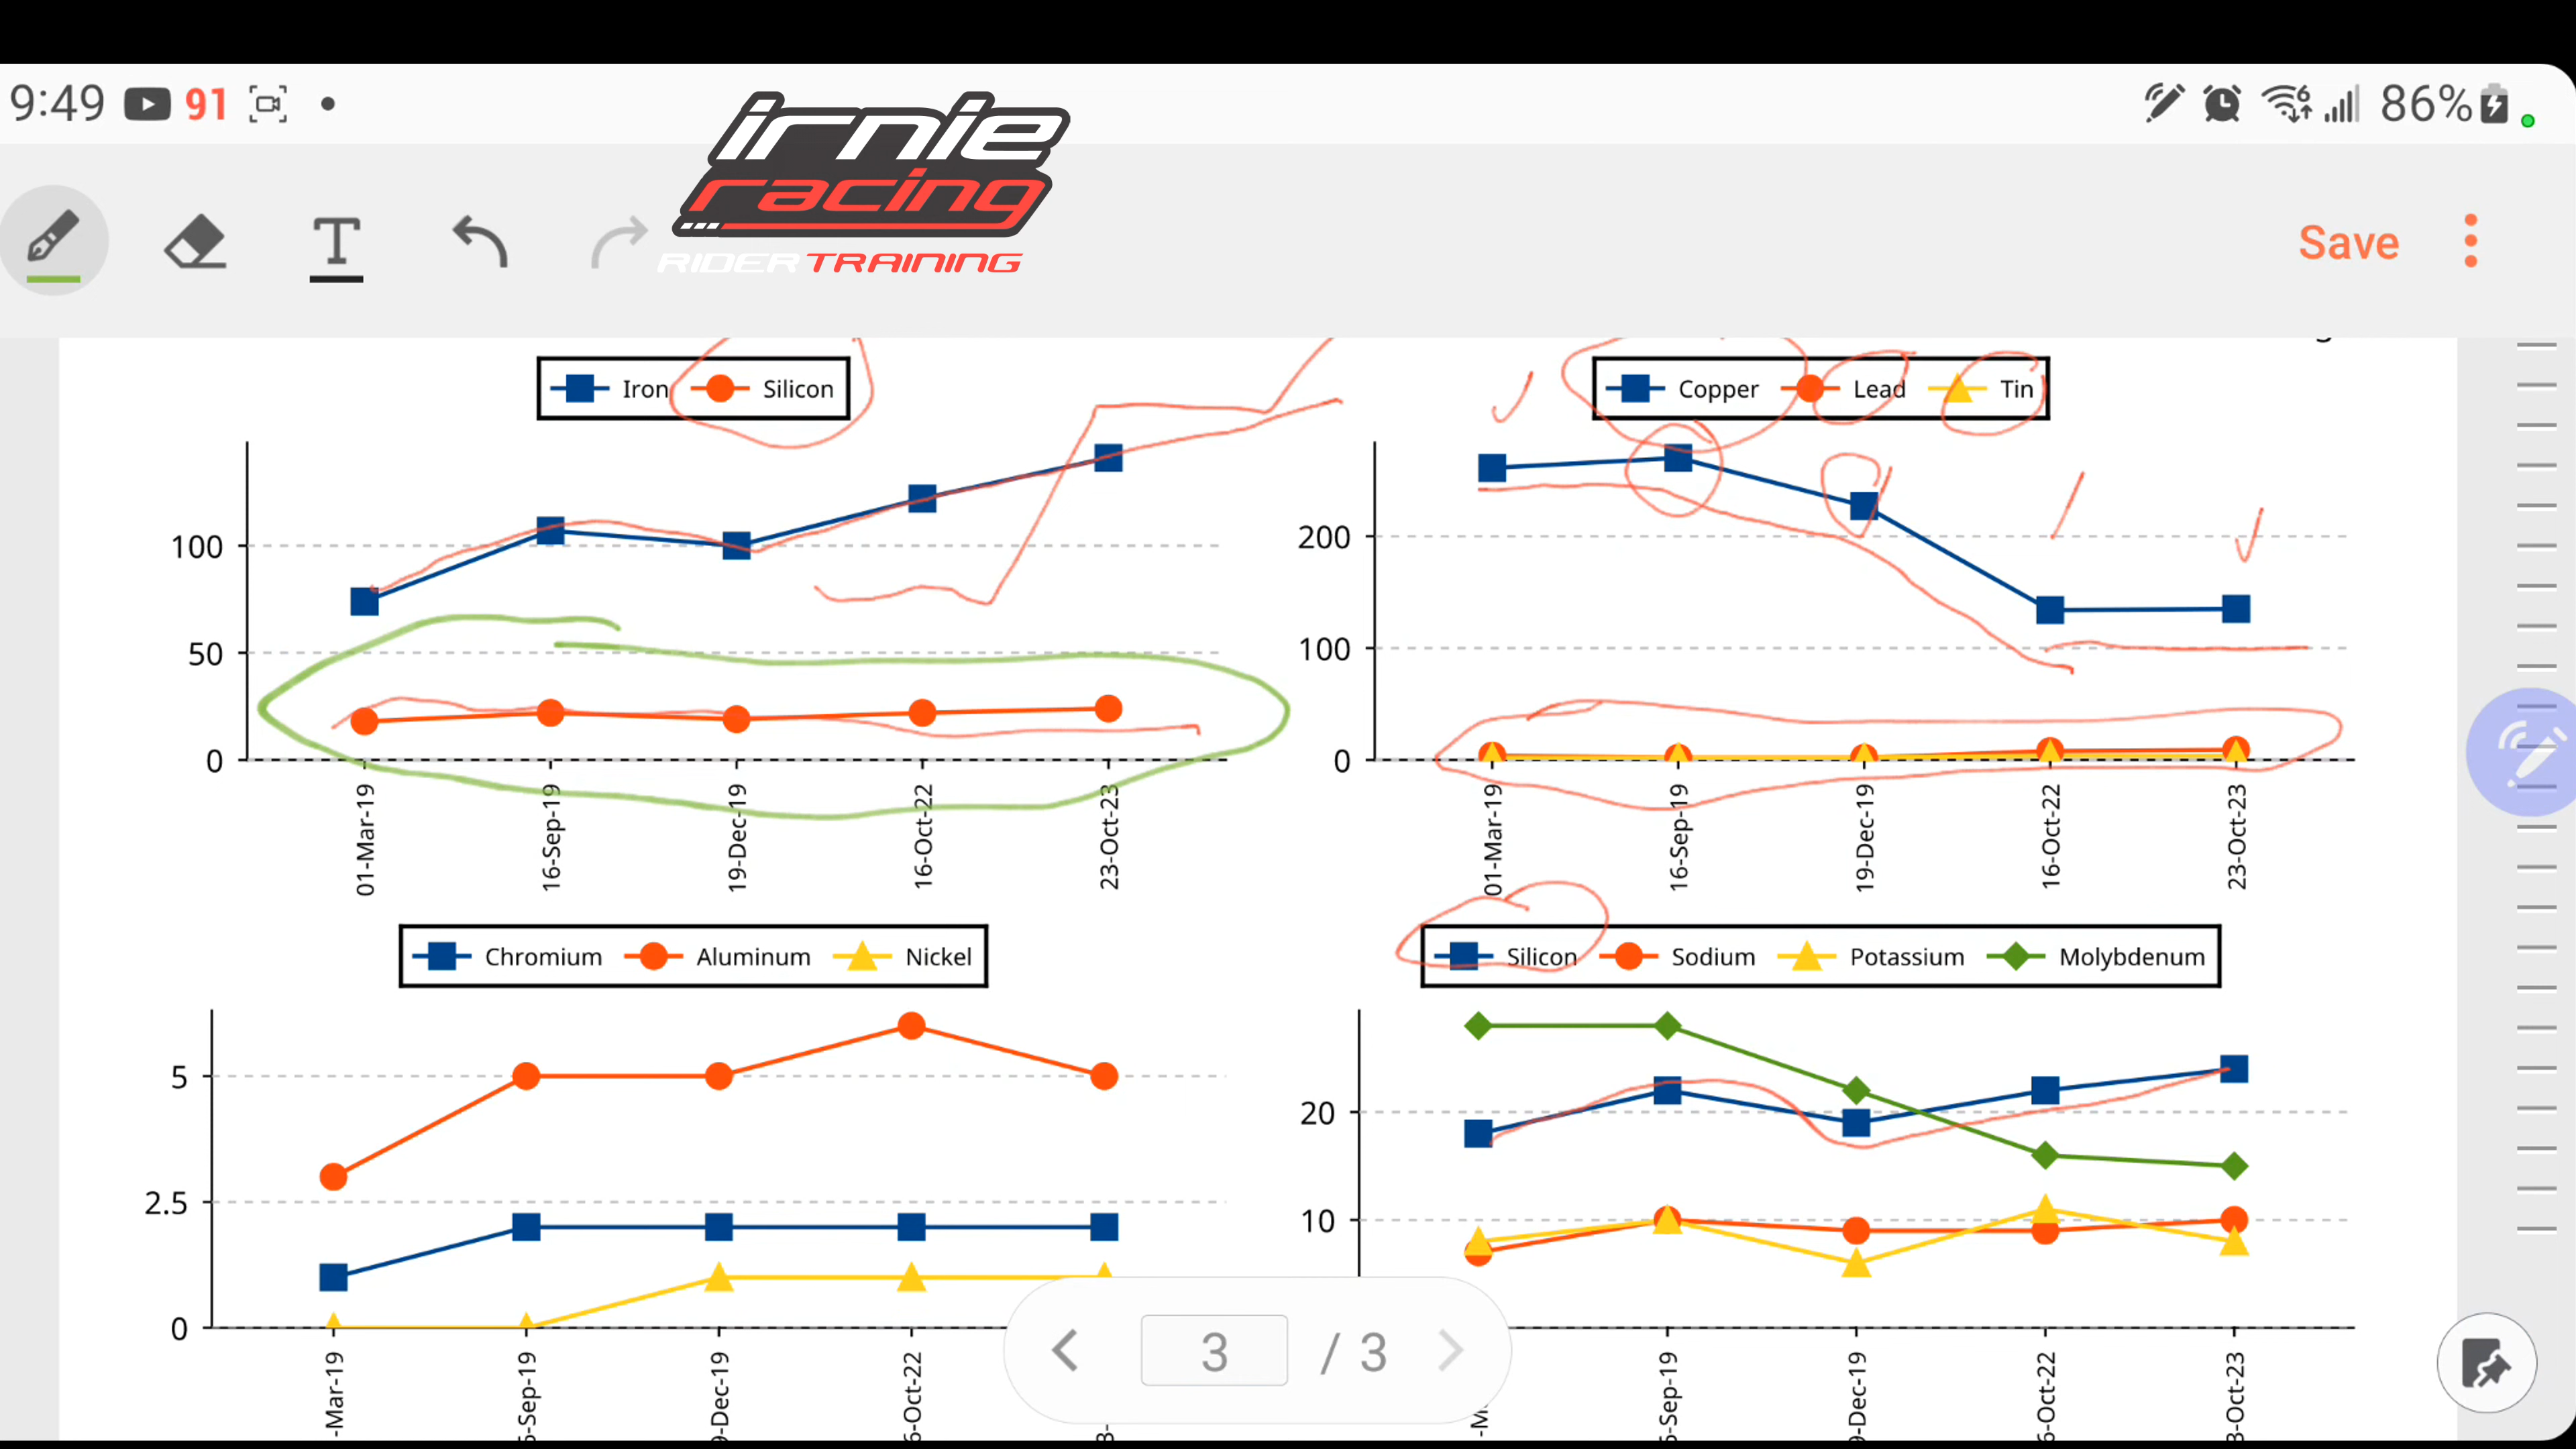 9:49 91 86%
irnie
racing
RIDER TRAINING
T
Save
Iron Silicon
100
50
0
01-Mar-19 16-Sep-19 19-Dec-19 16-Oct-22 23-Oct-23
Copper Lead Tin
200
100
0
01-Mar-19 16-Sep-19 19-Dec-19 16-Oct-22 23-Oct-23
Chromium Aluminum Nickel
5
2.5
0
-Mar-19 -Sep-19 -Dec-19 -Oct-22
Silicon Sodium Potassium Molybdenum
20
10
-Sep-19 -Dec-19 -Oct-22 -Oct-23
3 / 3